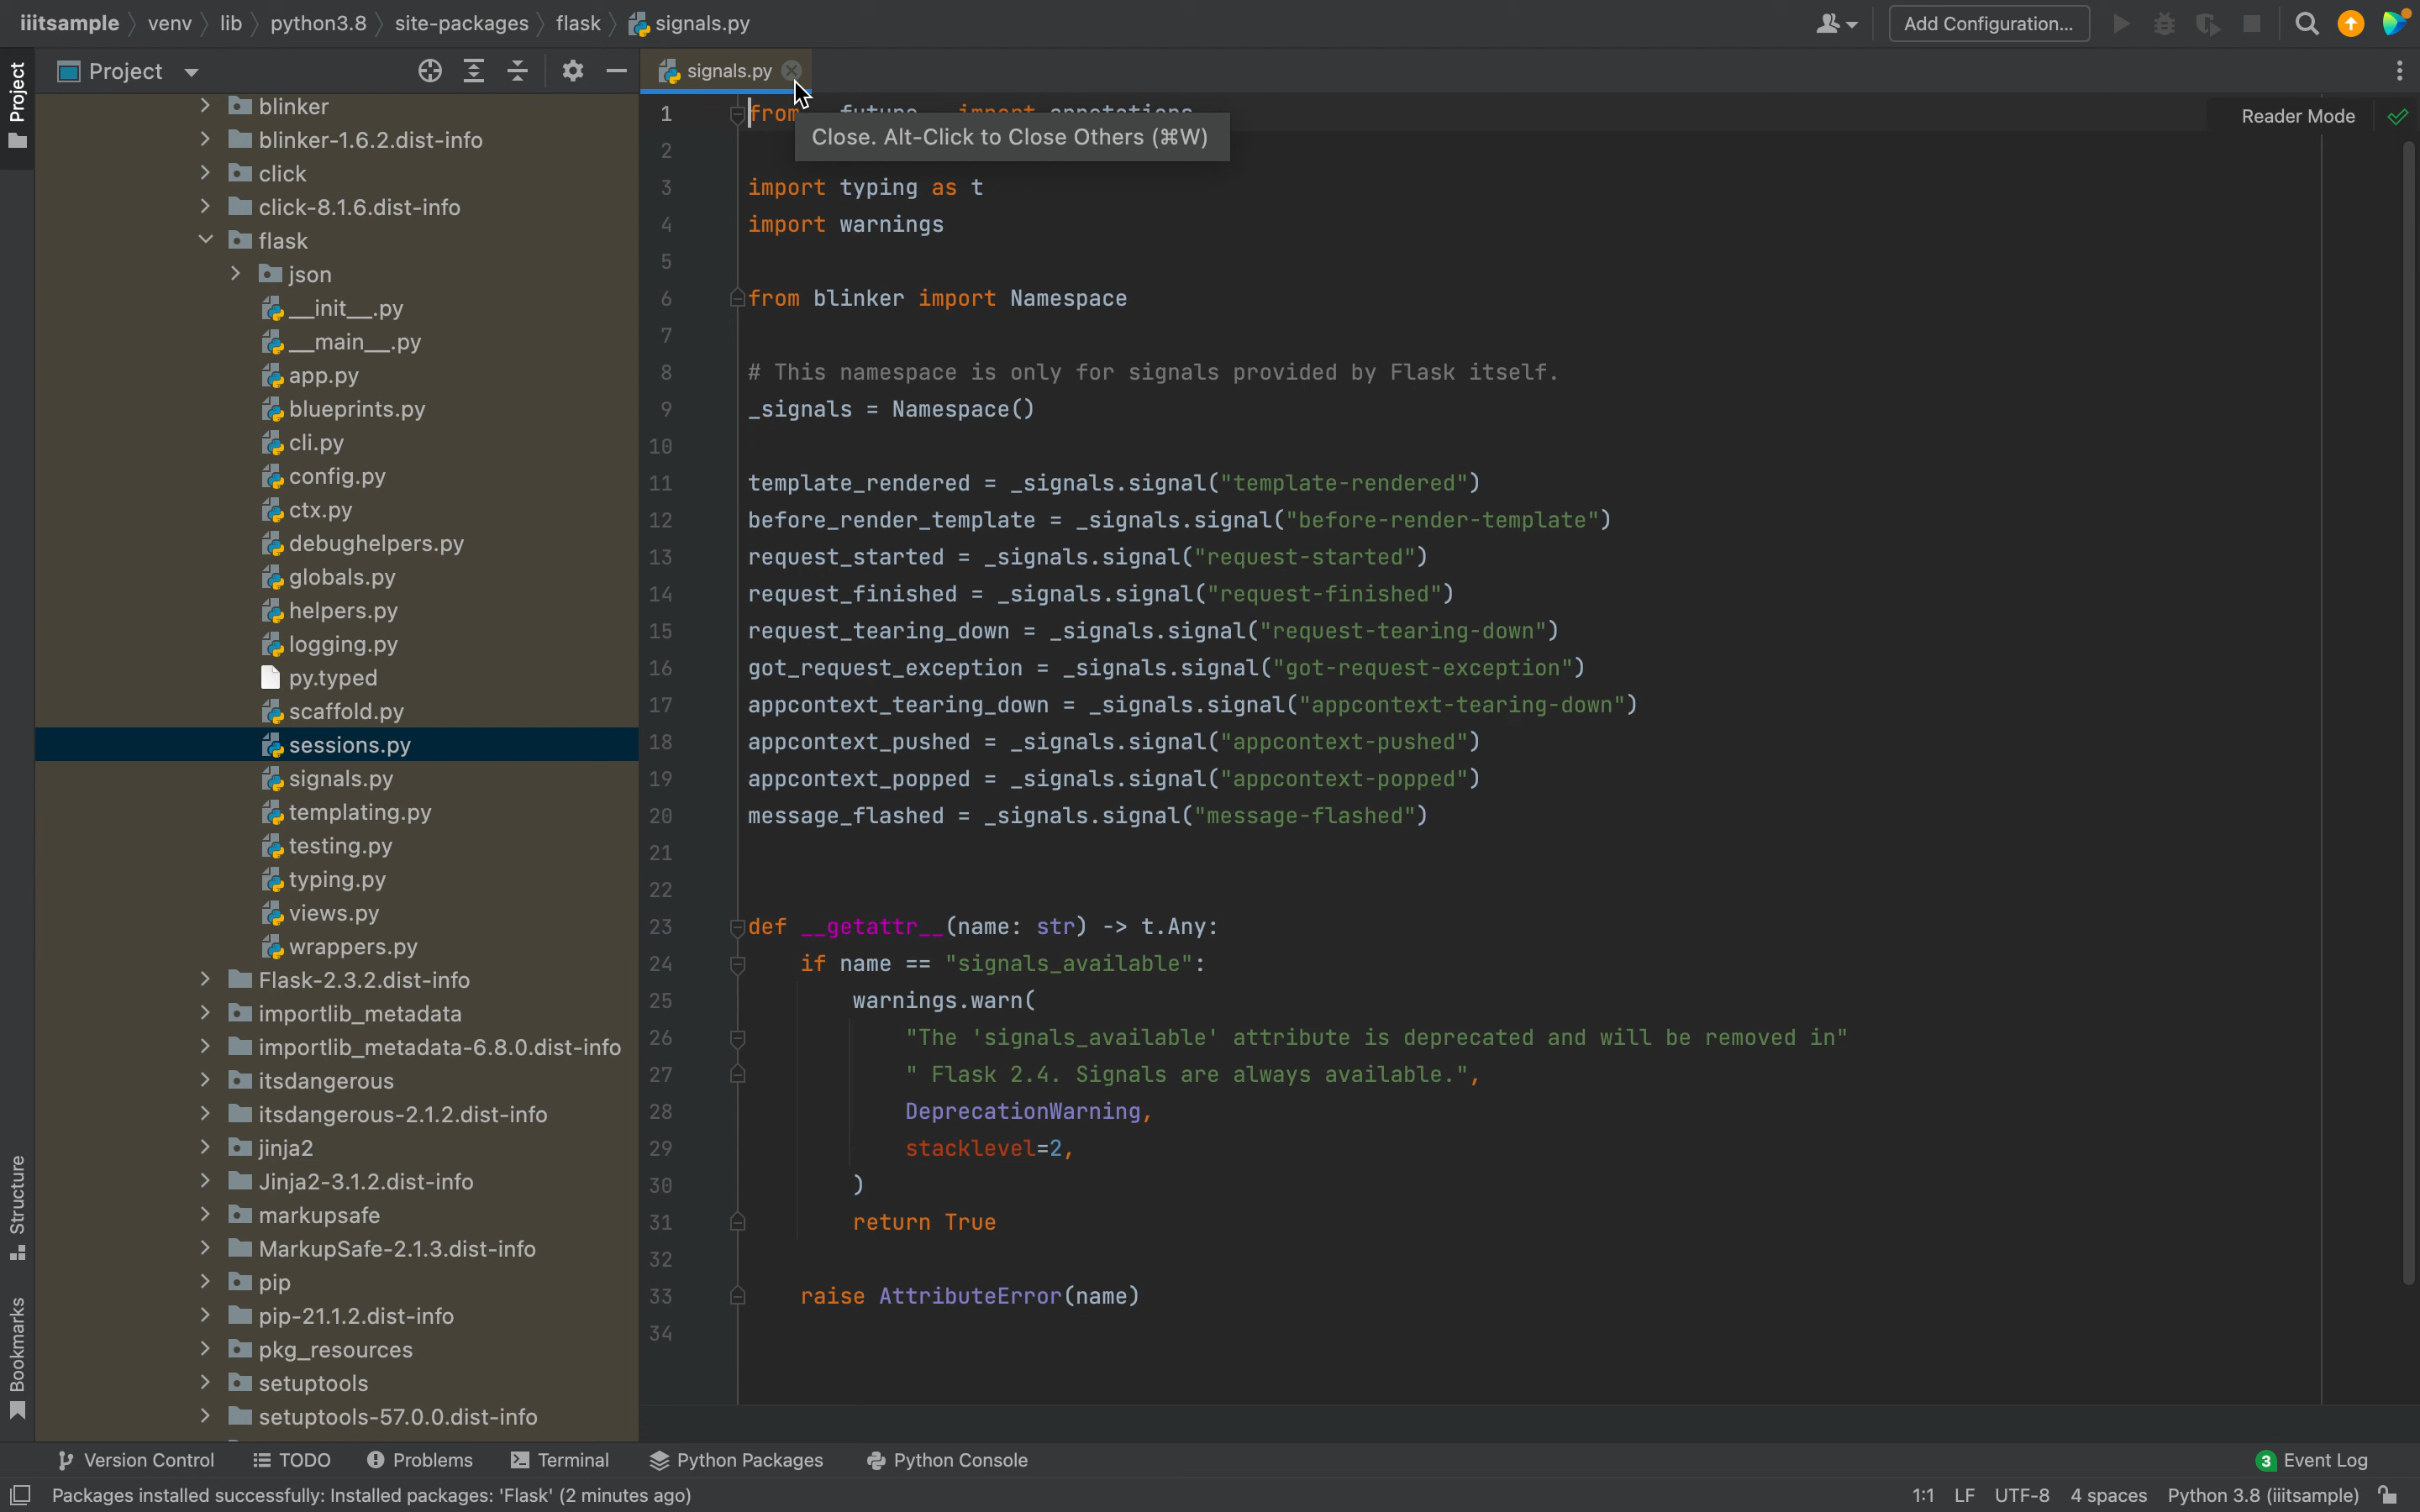 iiitsample venv lib python3.8 site-packages flask signals.py
Add Configuration...
Project
signals.py
Project
blinker
blinker-1.6.2.dist-info
click
click-8.1.6.dist-info
flask
json
__init__.py
__main__.py
app.py
blueprints.py
cli.py
config.py
ctx.py
debughelpers.py
globals.py
helpers.py
logging.py
py.typed
scaffold.py
sessions.py
signals.py
templating.py
testing.py
typing.py
views.py
wrappers.py
Flask-2.3.2.dist-info
importlib_metadata
importlib_metadata-6.8.0.dist-info
itsdangerous
itsdangerous-2.1.2.dist-info
jinja2
Jinja2-3.1.2.dist-info
markupsafe
MarkupSafe-2.1.3.dist-info
pip
pip-21.1.2.dist-info
pkg_resources
setuptools
setuptools-57.0.0.dist-info
Structure
Bookmarks
Reader Mode
Close. Alt-Click to Close Others (⌘W)
1 from __future__ import annotations
2
3 import typing as t
4 import warnings
5
6 from blinker import Namespace
7
8 # This namespace is only for signals provided by Flask itself.
9 _signals = Namespace()
10
11 template_rendered = _signals.signal("template-rendered")
12 before_render_template = _signals.signal("before-render-template")
13 request_started = _signals.signal("request-started")
14 request_finished = _signals.signal("request-finished")
15 request_tearing_down = _signals.signal("request-tearing-down")
16 got_request_exception = _signals.signal("got-request-exception")
17 appcontext_tearing_down = _signals.signal("appcontext-tearing-down")
18 appcontext_pushed = _signals.signal("appcontext-pushed")
19 appcontext_popped = _signals.signal("appcontext-popped")
20 message_flashed = _signals.signal("message-flashed")
21
22
23 def __getattr__(name: str) -> t.Any:
24 if name == "signals_available":
25 warnings.warn(
26 "The 'signals_available' attribute is deprecated and will be removed in"
27 " Flask 2.4. Signals are always available.",
28 DeprecationWarning,
29 stacklevel=2,
30 )
31 return True
32
33 raise AttributeError(name)
34
Version Control TODO Problems Terminal Python Packages Python Console 3 Event Log
Packages installed successfully: Installed packages: 'Flask' (2 minutes ago) 1:1 LF UTF-8 4 spaces Python 3.8 (iiitsample)